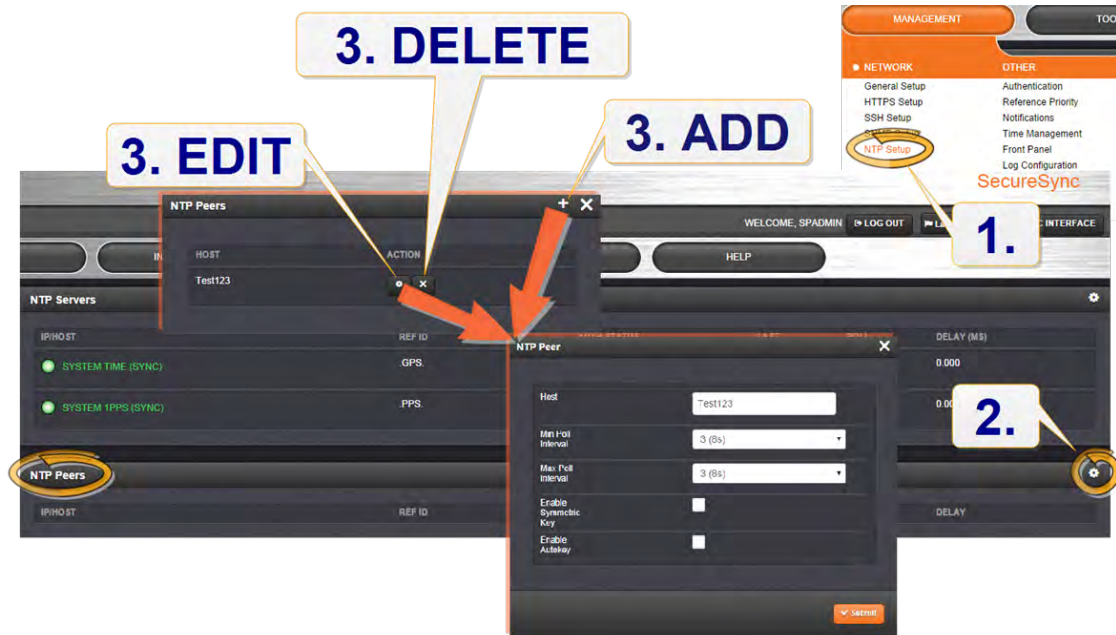 MANAGEMENT
TOO
3. DELETE
NETWORK
OTHER
General Setup
Authentication
HTTPS Setup
Reference Priority
SSH Setup
Notifications
Time Management
NTP Setup
Front Panel
Log Configuration
SecureSync
3. EDIT
3. ADD
1.
NTP Peers
WELCOME, SPADMIN
LOG OUT
INTERFACE
HOST
ACTION
IN
HELP
Test123
NTP Servers
IP/HOST
REF ID
DELAY (MS)
SYSTEM TIME (SYNC)
.GPS.
0.000
SYSTEM 1PPS (SYNC)
.PPS.
0.00
2.
NTP Peer
Host
Test123
Min Poll
Interval
3 (8s)
Max Poll
Interval
3 (8s)
Enable
Symmetric
Key
Enable
Autokey
Submit
NTP Peers
IP/HOST
REF ID
DELAY